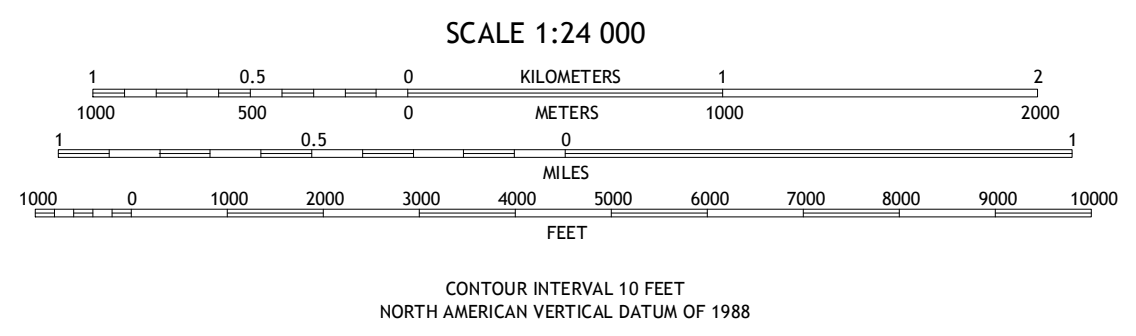 SCALE 1:24 000
1 0.5 0 KILOMETERS 1 2
1000 500 0 METERS 1000 2000
1 0.5 0 1
MILES
1000 0 1000 2000 3000 4000 5000 6000 7000 8000 9000 10000
FEET
CONTOUR INTERVAL 10 FEET
NORTH AMERICAN VERTICAL DATUM OF 1988